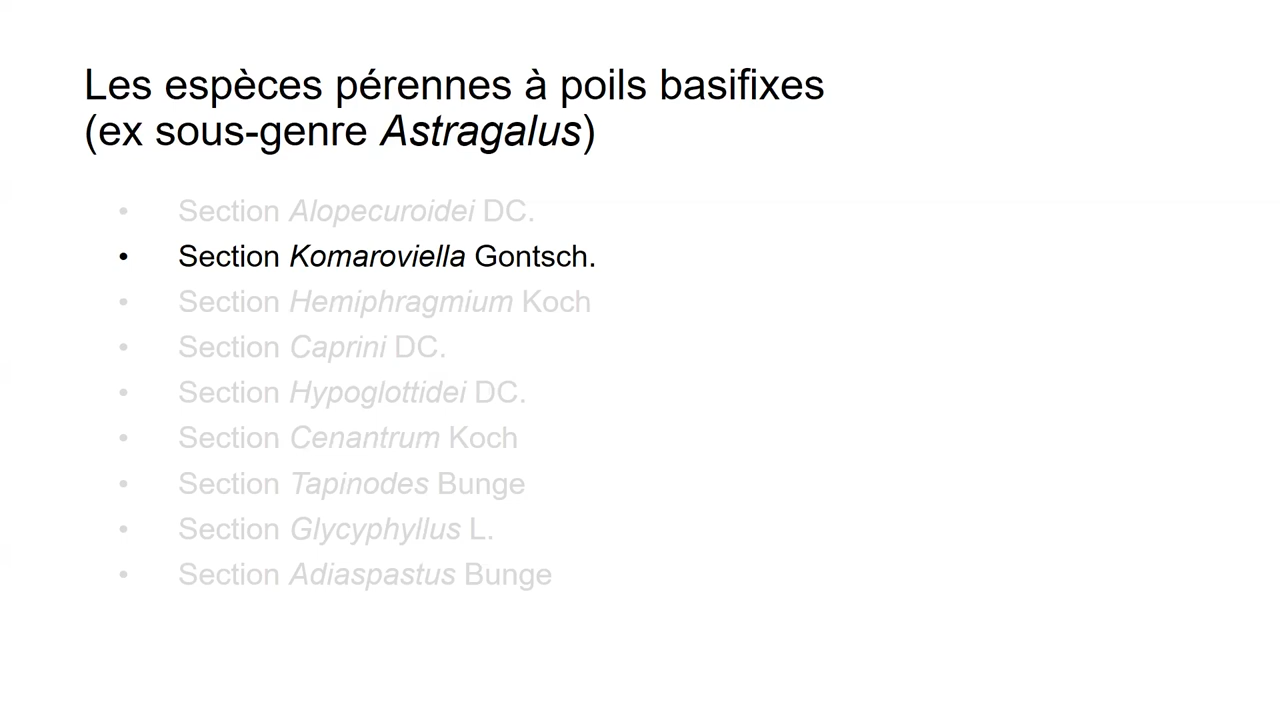 Les espèces pérennes à poils basifixes
(ex sous-genre Astragalus)
• Section Alopecuroidei DC.
• Section Komaroviella Gontsch.
• Section Hemiphragmium Koch
• Section Caprini DC.
• Section Hypoglottidei DC.
• Section Cenantrum Koch
• Section Tapinodes Bunge
• Section Glycyphyllus L.
• Section Adiaspastus Bunge